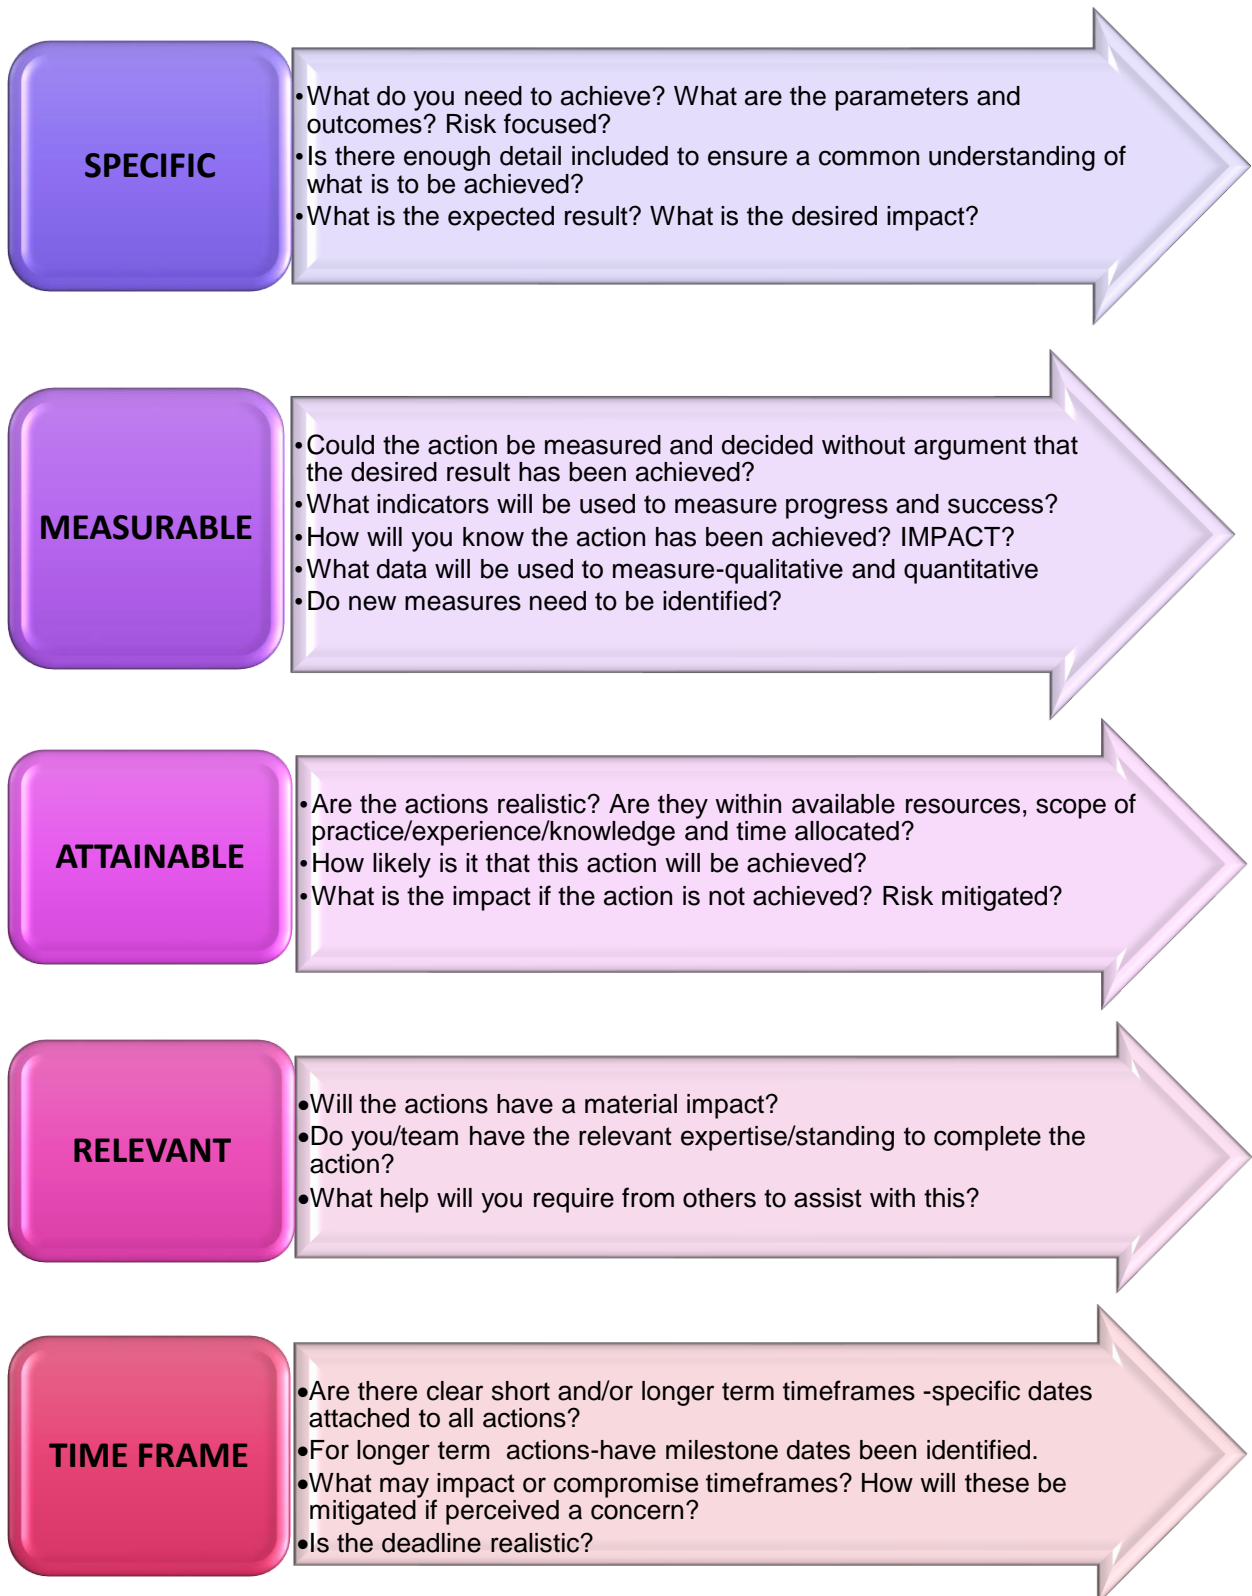 SPECIFIC
•What do you need to achieve? What are the parameters and
outcomes? Risk focused?
•Is there enough detail included to ensure a common understanding of
what is to be achieved?
•What is the expected result? What is the desired impact?
MEASURABLE
•Could the action be measured and decided without argument that
the desired result has been achieved?
•What indicators will be used to measure progress and success?
•How will you know the action has been achieved? IMPACT?
•What data will be used to measure-qualitative and quantitative
•Do new measures need to be identified?
ATTAINABLE
•Are the actions realistic? Are they within available resources, scope of
practice/experience/knowledge and time allocated?
•How likely is it that this action will be achieved?
•What is the impact if the action is not achieved? Risk mitigated?
RELEVANT
•Will the actions have a material impact?
•Do you/team have the relevant expertise/standing to complete the
action?
•What help will you require from others to assist with this?
TIME FRAME
•Are there clear short and/or longer term timeframes -specific dates
attached to all actions?
•For longer term  actions-have milestone dates been identified.
•What may impact or compromise timeframes? How will these be
mitigated if perceived a concern?
•Is the deadline realistic?